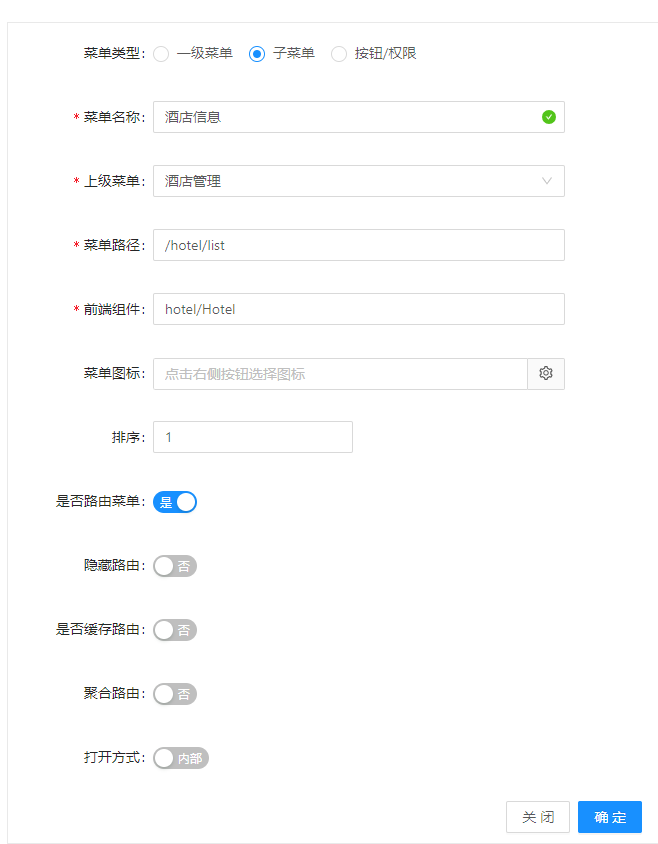 菜单类型: 一级菜单 子菜单 按钮/权限
* 菜单名称: 酒店信息
* 上级菜单: 酒店管理
* 菜单路径: /hotel/list
* 前端组件: hotel/Hotel
菜单图标: 点击右侧按钮选择图标
排序: 1
是否路由菜单: 是
隐藏路由: 否
是否缓存路由: 否
聚合路由: 否
打开方式: 内部
关 闭 确 定